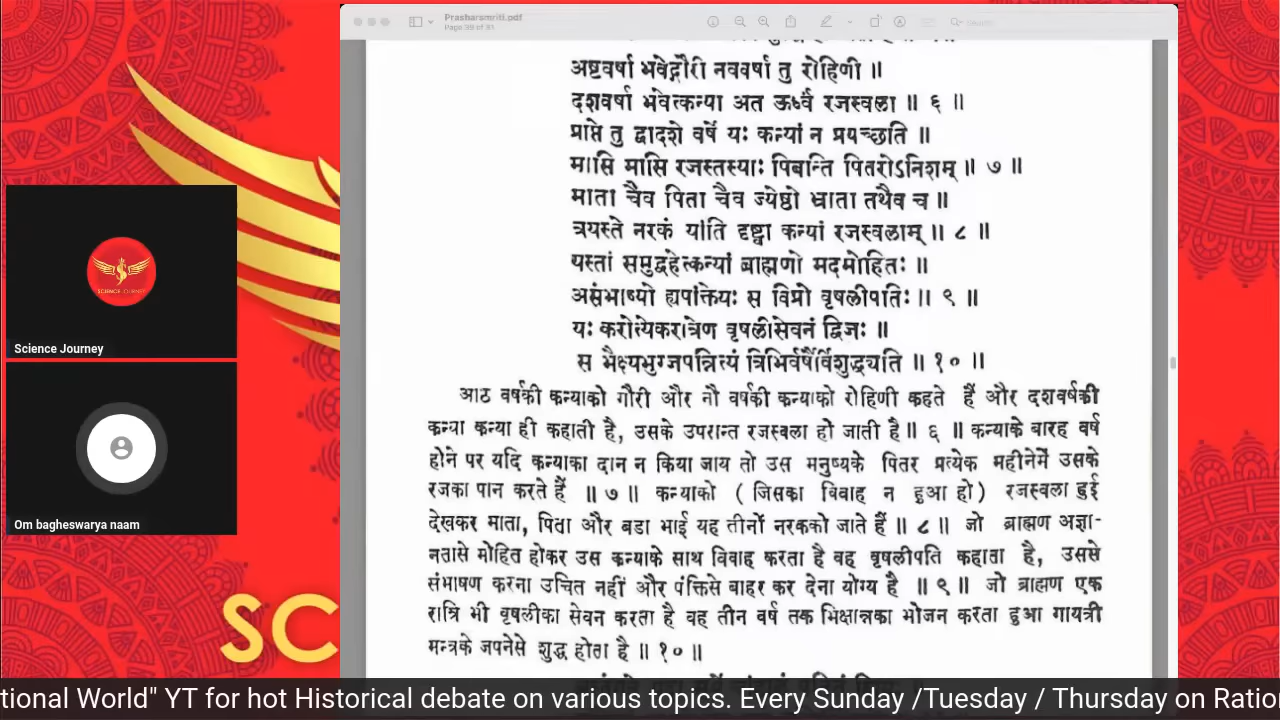 Prasharsmriti.pdf
Search
अष्टवर्षा भवेद्गौरी नववर्षा तु रोहिणी ॥
दशवर्षा भवेत्कन्या अत ऊर्ध्वं रजस्वला ॥ ६ ॥
प्राप्ते तु द्वादशे वर्षे यः कन्यां न प्रयच्छति ॥
मासि मासि रजस्तस्याः पिबन्ति पितरोऽनिशम् ॥ ७ ॥
माता चैव पिता चैव ज्येष्ठो भ्राता तथैव च ॥
त्रयस्ते नरकं यांति दृष्ट्वा कन्यां रजस्वलाम् ॥ ८ ॥
यस्तां समुद्वहेत्कन्यां ब्राह्मणो मदमोहितः ॥
असंभाष्यो ह्यपांक्तेयः स विप्रो वृषलीपतिः ॥ ९ ॥
यः करोत्येकरात्रेण वृषलीसेवनं द्विजः ॥
स भैक्ष्यभुग्जपन्नित्यं त्रिभिर्वर्षैर्विशुद्ध्यति ॥ १० ॥
आठ वर्षकी कन्याको गौरी और नौ वर्षकी कन्याको रोहिणी कहते हैं और दशवर्षकी
कन्या कन्या ही कहाती है, उसके उपरान्त रजस्वला हो जाती है॥ ६ ॥ कन्याके बारह वर्ष
होने पर यदि कन्याका दान न किया जाय तो उस मनुष्यके पितर प्रत्येक महीनेमें उसके
रजका पान करते हैं ॥ ७ ॥ कन्याको ( जिसका विवाह न हुआ हो ) रजस्वला हुई
देखकर माता, पिता और बडा भाई यह तीनों नरकको जाते हैं ॥ ८ ॥ जो ब्राह्मण अज्ञा-
नतासे मोहित होकर उस कन्याके साथ विवाह करता है वह वृषलीपति कहाता है, उससे
संभाषण करना उचित नहीं और पंक्तिसे बाहर कर देना योग्य है ॥ ९ ॥ जो ब्राह्मण एक
रात्रि भी वृषलीका सेवन करता है वह तीन वर्ष तक भिक्षान्नका भोजन करता हुआ गायत्री
मन्त्रके जपनेसे शुद्ध होता है ॥ १० ॥
SCIENCE JOURNEY
Science Journey
Om bagheswarya naam
SC
tional World" YT for hot Historical debate on various topics. Every Sunday /Tuesday / Thursday on Ratio